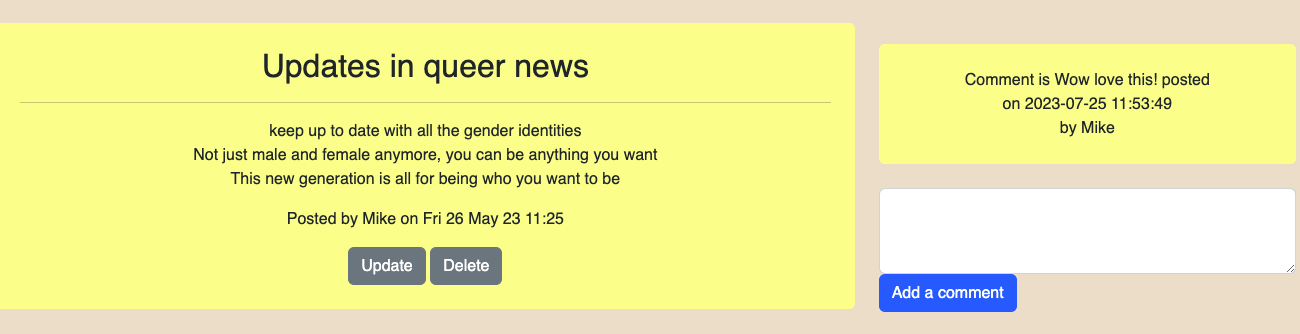 Updates in queer news
keep up to date with all the gender identities
Not just male and female anymore, you can be anything you want
This new generation is all for being who you want to be
Posted by Mike on Fri 26 May 23 11:25
Update Delete
Comment is Wow love this! posted
on 2023-07-25 11:53:49
by Mike
Add a comment